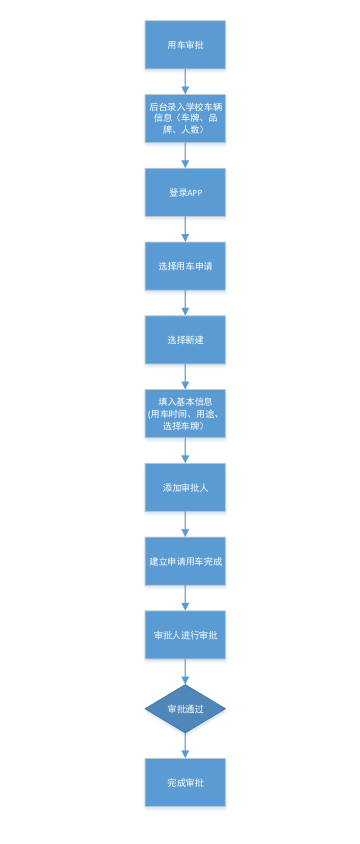 用车审批
后台录入学校车辆
信息（车牌、品
牌、人数）
登录APP
选择用车申请
选择新建
填入基本信息
(用车时间、用途、
选择车牌）
添加审批人
建立申请用车完成
审批人进行审批
审批通过
完成审批